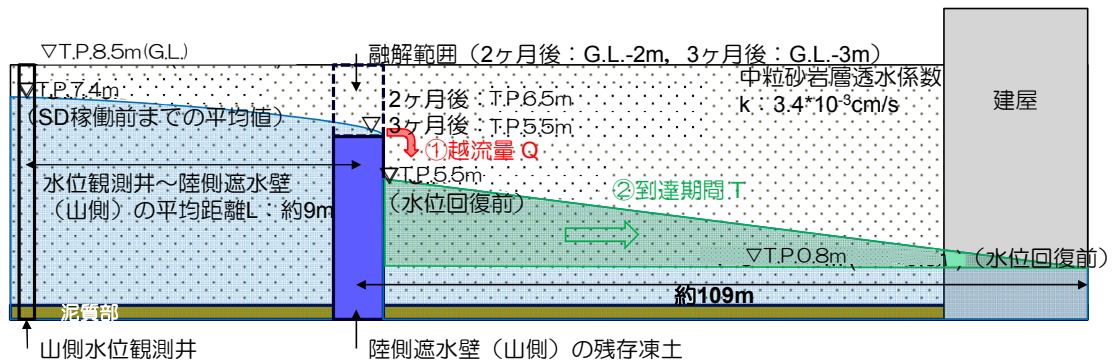 ▽T.P.8.5m(G.L.)
融解範囲（2ヶ月後：G.L.-2m，3ヶ月後：G.L.-3m）
▽T.P.7.4m
（SD稼働前までの平均値）
中粒砂岩層透水係数
k：3.4*10⁻³cm/s
建屋
2ヶ月後：T.P.6.5m
▽ 3ヶ月後：T.P.5.5m
①越流量 Q
水位観測井～陸側遮水壁
（山側）の平均距離L：約9m
▽T.P.5.5m
（水位回復前）
②到達期間 T
▽T.P.0.8m
（水位回復前）
約109m
泥質部
山側水位観測井
陸側遮水壁（山側）の残存凍土